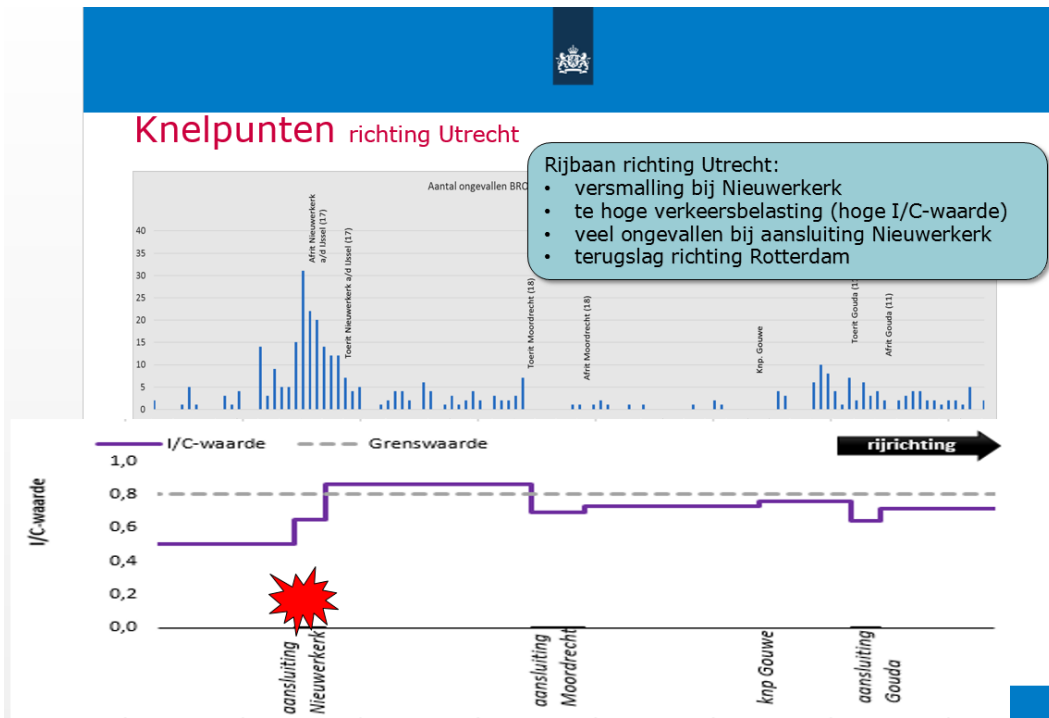 Knelpunten richting Utrecht
Rijbaan richting Utrecht:
• versmalling bij Nieuwerkerk
• te hoge verkeersbelasting (hoge I/C-waarde)
• veel ongevallen bij aansluiting Nieuwerkerk
• terugslag richting Rotterdam
Aantal ongevallen BRO
40
35
30
25
20
15
10
5
0
Afrit Nieuwerkerk
a/d IJssel (17)
Toerit Nieuwerkerk a/d IJssel (17)
Toerit Moordrecht (18)
Afrit Moordrecht (18)
Knp. Gouwe
Toerit Gouda (1
Afrit Gouda (11)
I/C-waarde
Grenswaarde
rijrichting
I/C-waarde
1,0
0,8
0,6
0,4
0,2
0,0
aansluiting
Nieuwerkerk
aansluiting
Moordrecht
knp Gouwe
aansluiting
Gouda